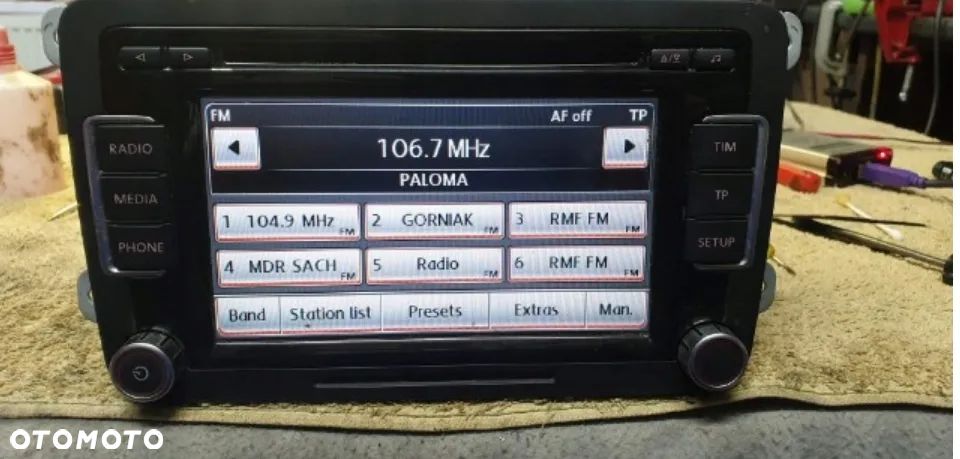 FM AF off TP
RADIO 106.7 MHz TIM
PALOMA
MEDIA 1 104.9 MHz FM 2 GORNIAK FM 3 RMF FM FM TP
PHONE 4 MDR SACH FM 5 Radio FM 6 RMF FM FM SETUP
Band Station list Presets Extras Man.
OTOMOTO